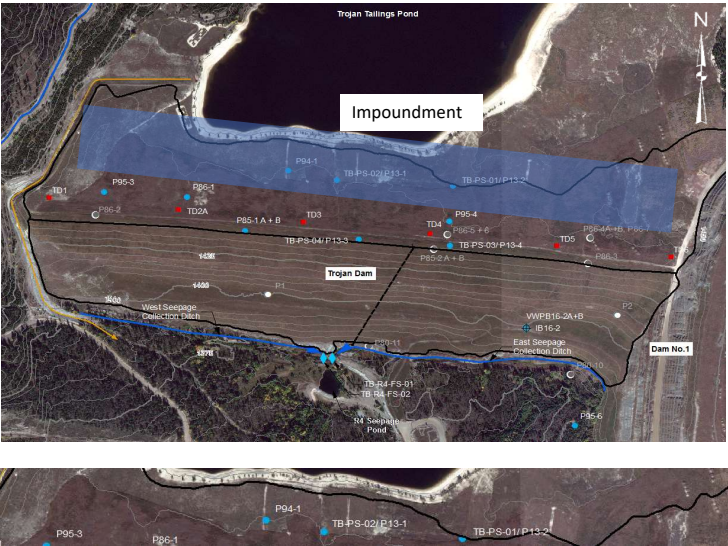 Trojan Tailings Pond
N
Impoundment
P94-1
TB-PS-02/ P13-1
TB-PS-01/ P13-2
P95-3
P86-1
TD1
TD2A
P86-2
TD3
P85-1 A + B
P95-4
TD4
P86-5 + 6
P86-4A +B
P86-7
TB-PS-04/ P13-3
TB-PS-03/ P13-4
TD5
P85-2 A + B
P86-3
Trojan Dam
P1
P2
West Seepage
Collection Ditch
VWPB16-2A+B
IB16-2
East Seepage
Collection Ditch
Dam No.1
P80-11
P80-10
TB-R4-FS-01
TB-R4-FS-02
R4 Seepage
Pond
P95-6
P94-1
TB-PS-02/ P13-1
TB-PS-01/ P13-2
P95-3
P86-1